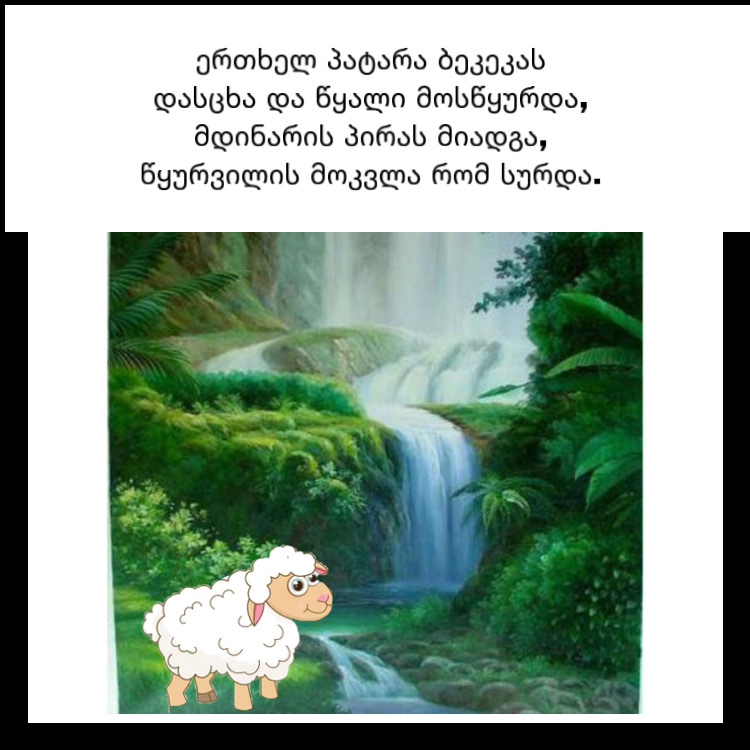 ერთხელ პატარა ბეკეკას
დასცხა და წყალი მოსწყურდა,
მდინარის პირას მიადგა,
წყურვილის მოკვლა რომ სურდა.